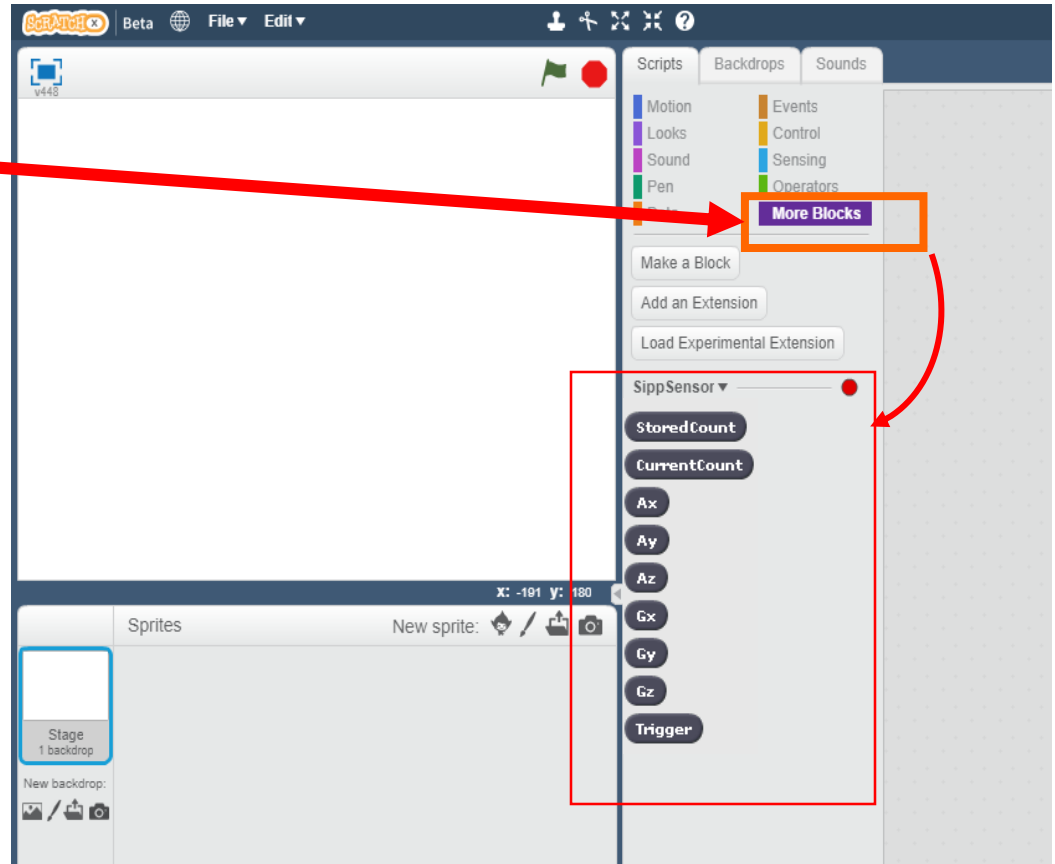 SCRATCHX Beta File Edit
v448
Scripts Backdrops Sounds
Motion Events
Looks Control
Sound Sensing
Pen Operators
More Blocks
Make a Block
Add an Extension
Load Experimental Extension
SippSensor
StoredCount
CurrentCount
Ax
Ay
Az
Gx
Gy
Gz
Trigger
X: -191 y: 180
Sprites New sprite:
Stage
1 backdrop
New backdrop: